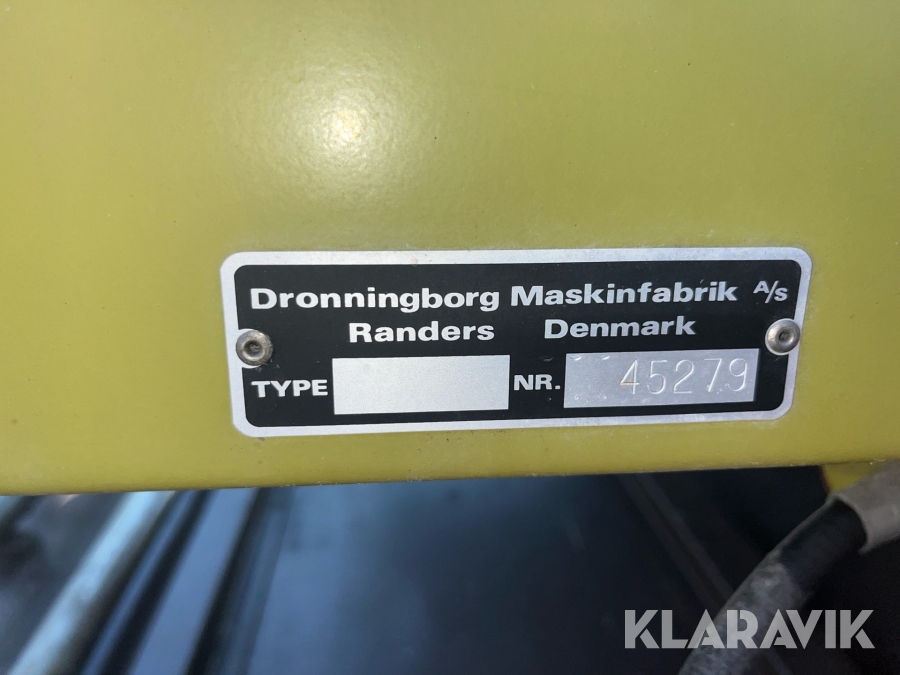 Dronningborg Maskinfabrik A/S
Randers Denmark
TYPE NR. 45279
KLARAVIK